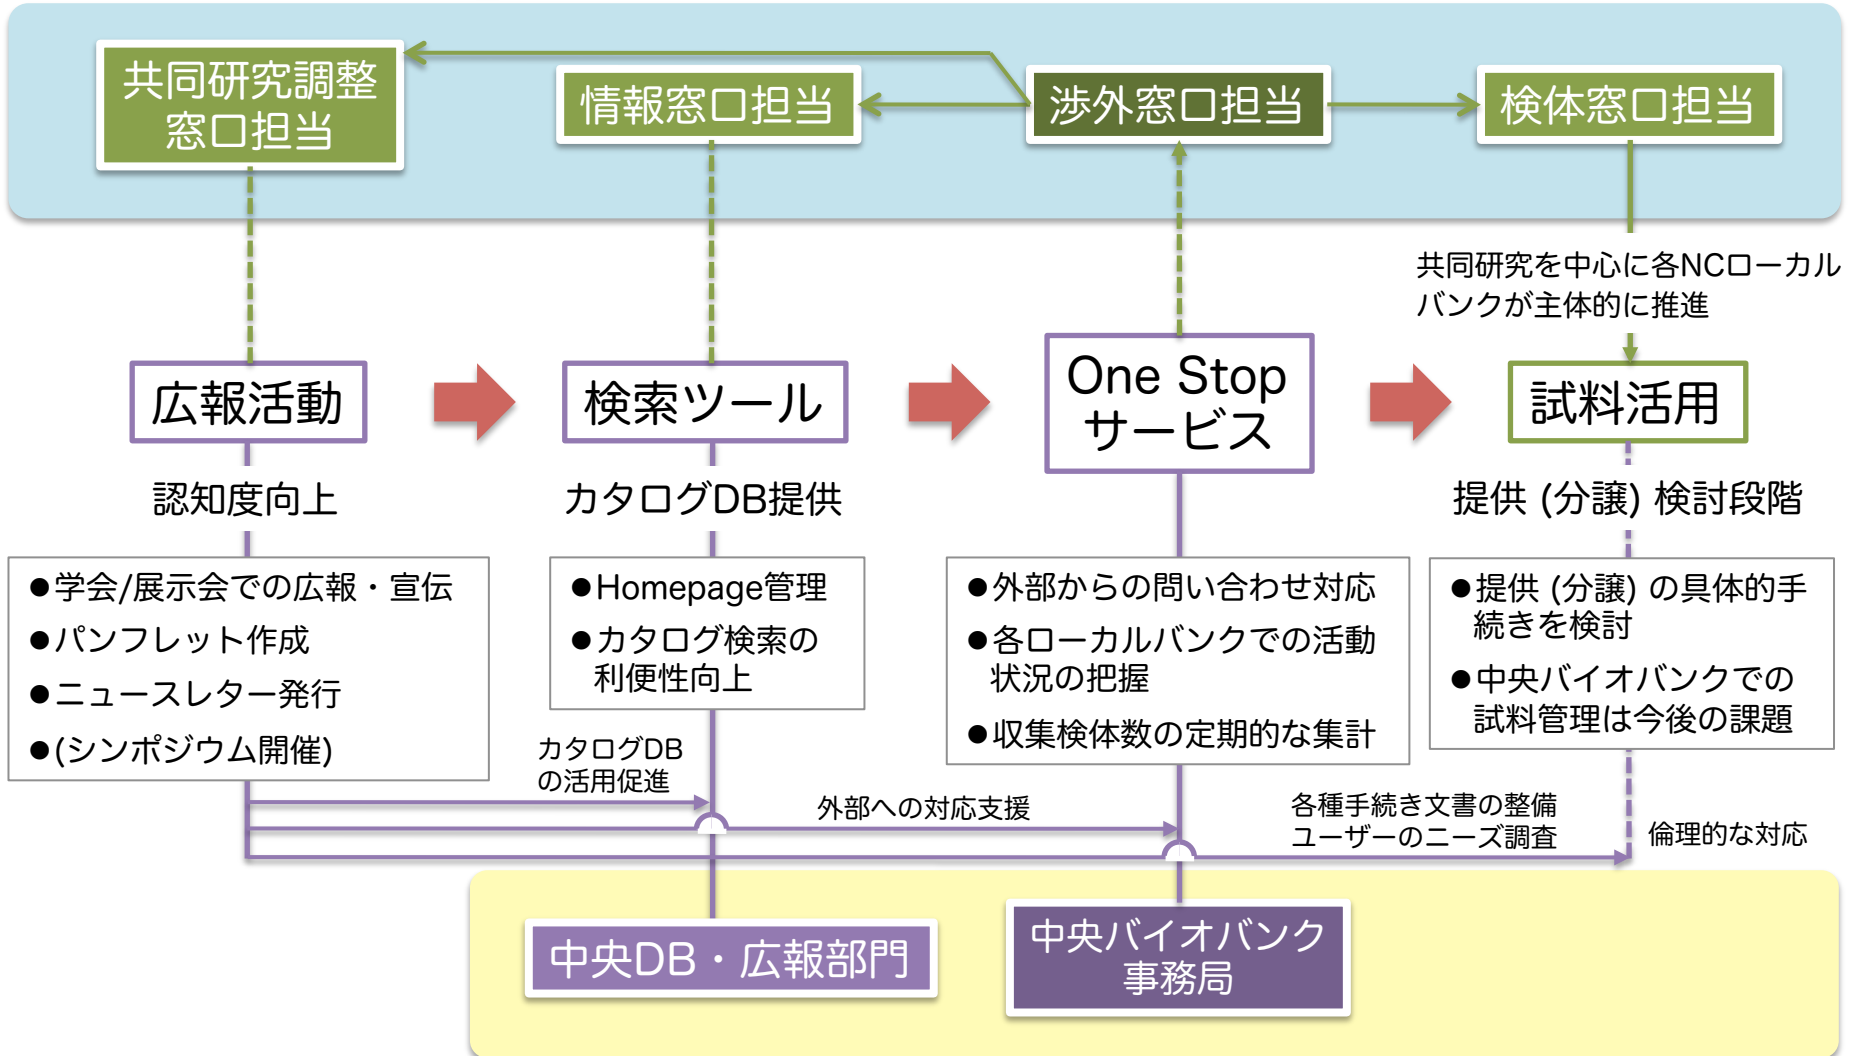 共同研究調整
窓口担当
情報窓口担当
渉外窓口担当
検体窓口担当
共同研究を中心に各NCローカル
バンクが主体的に推進
広報活動
検索ツール
One Stop
サービス
試料活用
認知度向上
カタログDB提供
提供 (分譲) 検討段階
●学会/展示会での広報・宣伝
●パンフレット作成
●ニュースレター発行
●(シンポジウム開催)
●Homepage管理
●カタログ検索の
利便性向上
●外部からの問い合わせ対応
●各ローカルバンクでの活動
状況の把握
●収集検体数の定期的な集計
●提供 (分譲) の具体的手
続きを検討
●中央バイオバンクでの
試料管理は今後の課題
カタログDB
の活用促進
外部への対応支援
各種手続き文書の整備
ユーザーのニーズ調査
倫理的な対応
中央DB・広報部門
中央バイオバンク
事務局